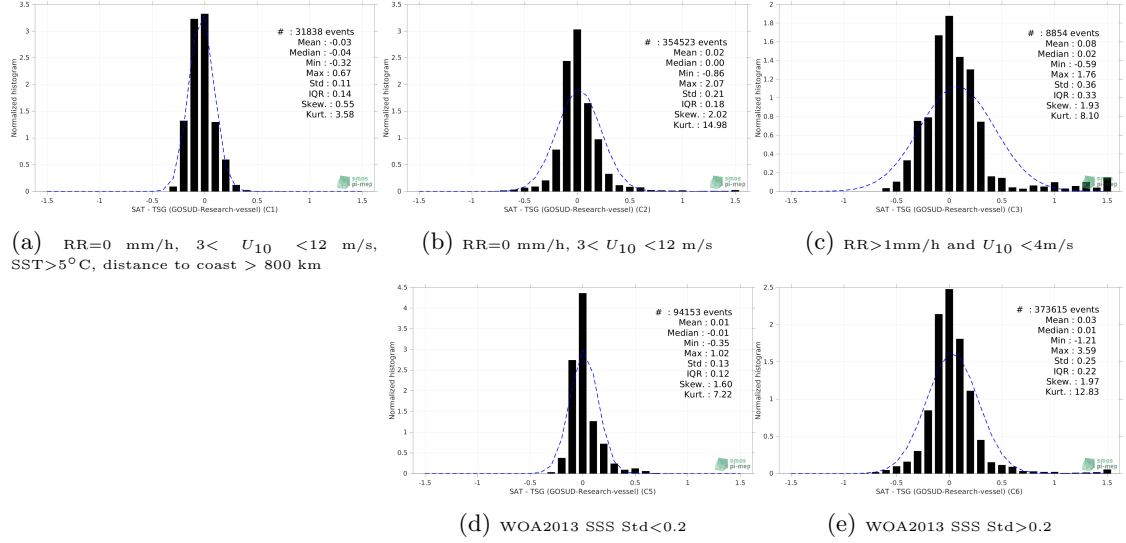 3.5
3
2.5
2
1.5
1
0.5
0
Normalized histogram
# : 31838 events
Mean : -0.03
Median : -0.04
Min : -0.32
Max : 0.67
Std : 0.11
IQR : 0.14
Skew. : 0.55
Kurt. : 3.58
smos
pi-mep
-1.5 -1 -0.5 0 0.5 1 1.5
SAT - TSG (GOSUD-Research-vessel) (C1)
(a) RR=0 mm/h, 3< U10 <12 m/s,
SST>5°C, distance to coast > 800 km
3.5
3
2.5
2
1.5
1
0.5
0
Normalized histogram
# : 354523 events
Mean : 0.02
Median : 0.00
Min : -0.86
Max : 2.07
Std : 0.21
IQR : 0.18
Skew. : 2.02
Kurt. : 14.98
smos
pi-mep
-1.5 -1 -0.5 0 0.5 1 1.5
SAT - TSG (GOSUD-Research-vessel) (C2)
(b) RR=0 mm/h, 3< U10 <12 m/s
2
1.8
1.6
1.4
1.2
1
0.8
0.6
0.4
0.2
0
Normalized histogram
# : 8854 events
Mean : 0.08
Median : 0.02
Min : -0.59
Max : 1.76
Std : 0.36
IQR : 0.33
Skew. : 1.93
Kurt. : 8.10
smos
pi-mep
-1.5 -1 -0.5 0 0.5 1 1.5
SAT - TSG (GOSUD-Research-vessel) (C3)
(c) RR>1mm/h and U10 <4m/s
4.5
4
3.5
3
2.5
2
1.5
1
0.5
0
Normalized histogram
# : 94153 events
Mean : 0.01
Median : -0.01
Min : -0.35
Max : 1.02
Std : 0.13
IQR : 0.12
Skew. : 1.60
Kurt. : 7.22
smos
pi-mep
-1.5 -1 -0.5 0 0.5 1 1.5
SAT - TSG (GOSUD-Research-vessel) (C5)
(d) WOA2013 SSS Std<0.2
2.5
2
1.5
1
0.5
0
Normalized histogram
# : 373615 events
Mean : 0.03
Median : 0.01
Min : -1.21
Max : 3.59
Std : 0.25
IQR : 0.22
Skew. : 1.97
Kurt. : 12.83
smos
pi-mep
-1.5 -1 -0.5 0 0.5 1 1.5
SAT - TSG (GOSUD-Research-vessel) (C6)
(e) WOA2013 SSS Std>0.2